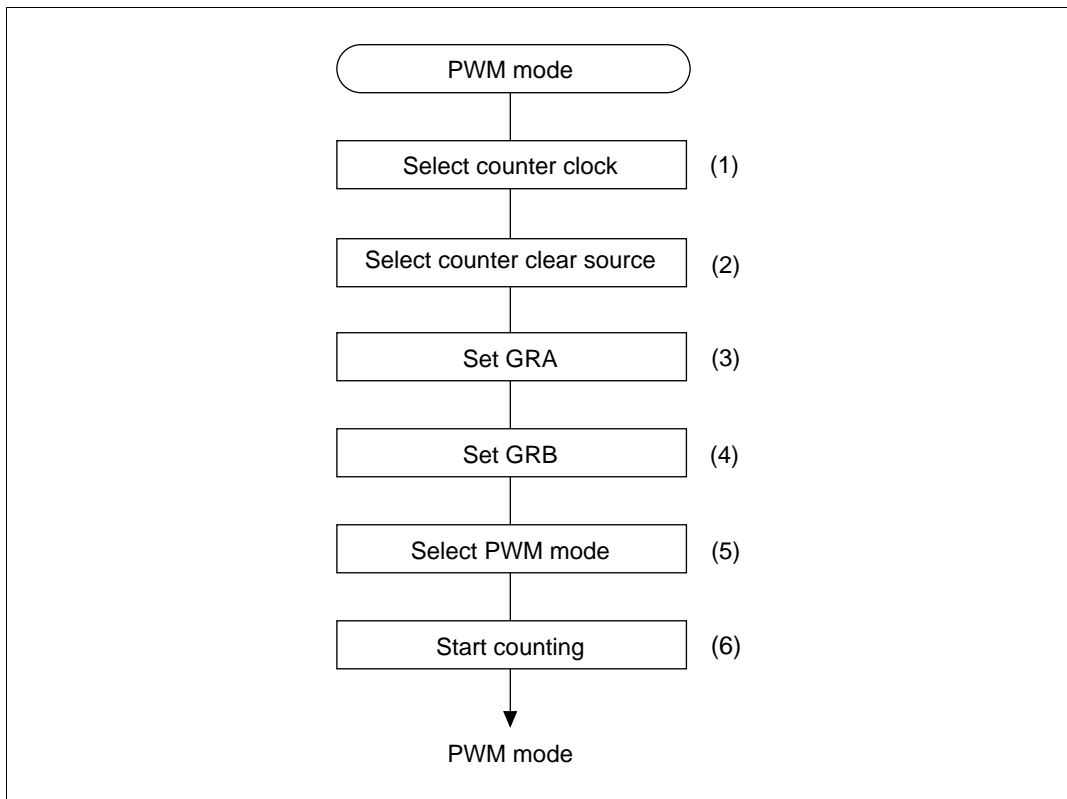 PWM mode
Select counter clock (1)
Select counter clear source (2)
Set GRA (3)
Set GRB (4)
Select PWM mode (5)
Start counting (6)
PWM mode